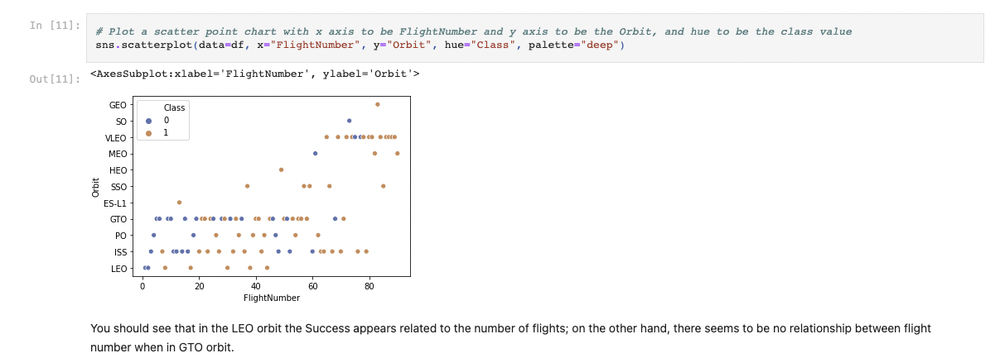 In [11]:
# Plot a scatter point chart with x axis to be FlightNumber and y axis to be the Orbit, and hue to be the class value
sns.scatterplot(data=df, x="FlightNumber", y="Orbit", hue="Class", palette="deep")
Out[11]:
<AxesSubplot:xlabel='FlightNumber', ylabel='Orbit'>
Class
0
1
GEO
SO
VLEO
MEO
HEO
SSO
ES-L1
GTO
PO
ISS
LEO
Orbit
0 20 40 60 80
FlightNumber
You should see that in the LEO orbit the Success appears related to the number of flights; on the other hand, there seems to be no relationship between flight
number when in GTO orbit.